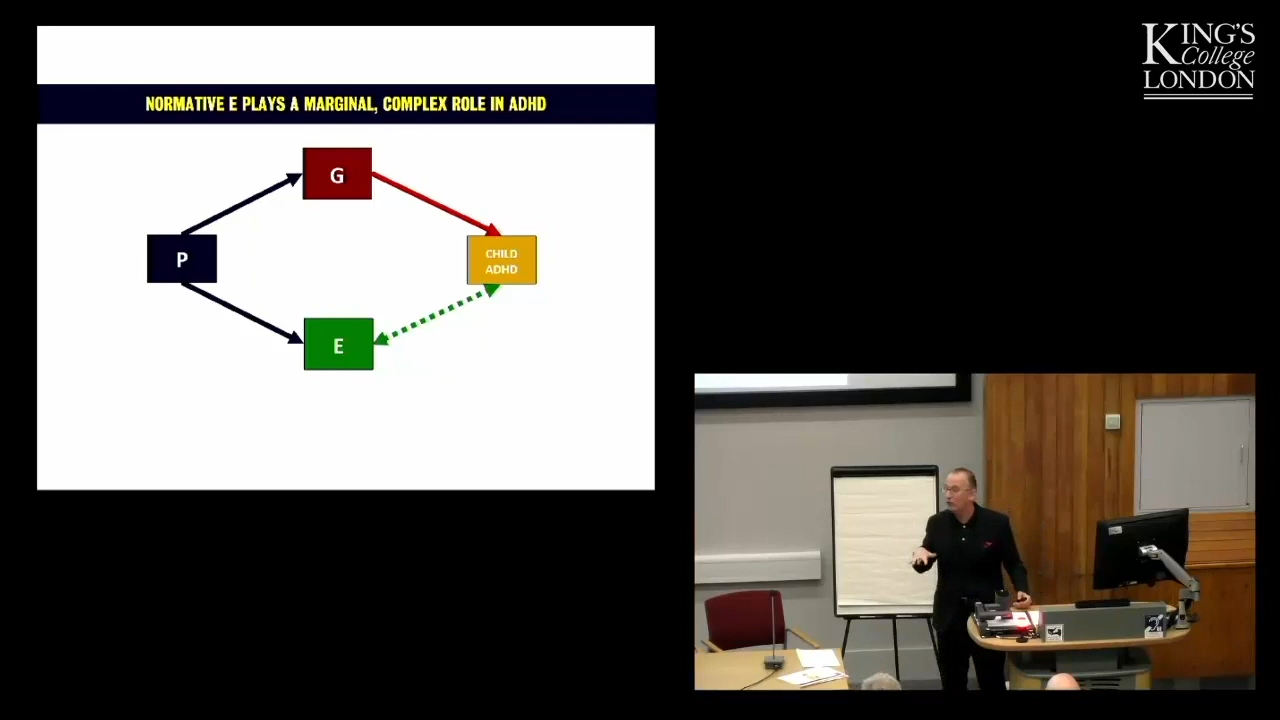 NORMATIVE E PLAYS A MARGINAL, COMPLEX ROLE IN ADHD
G
P
CHILD
ADHD
E
KING'S
College
LONDON